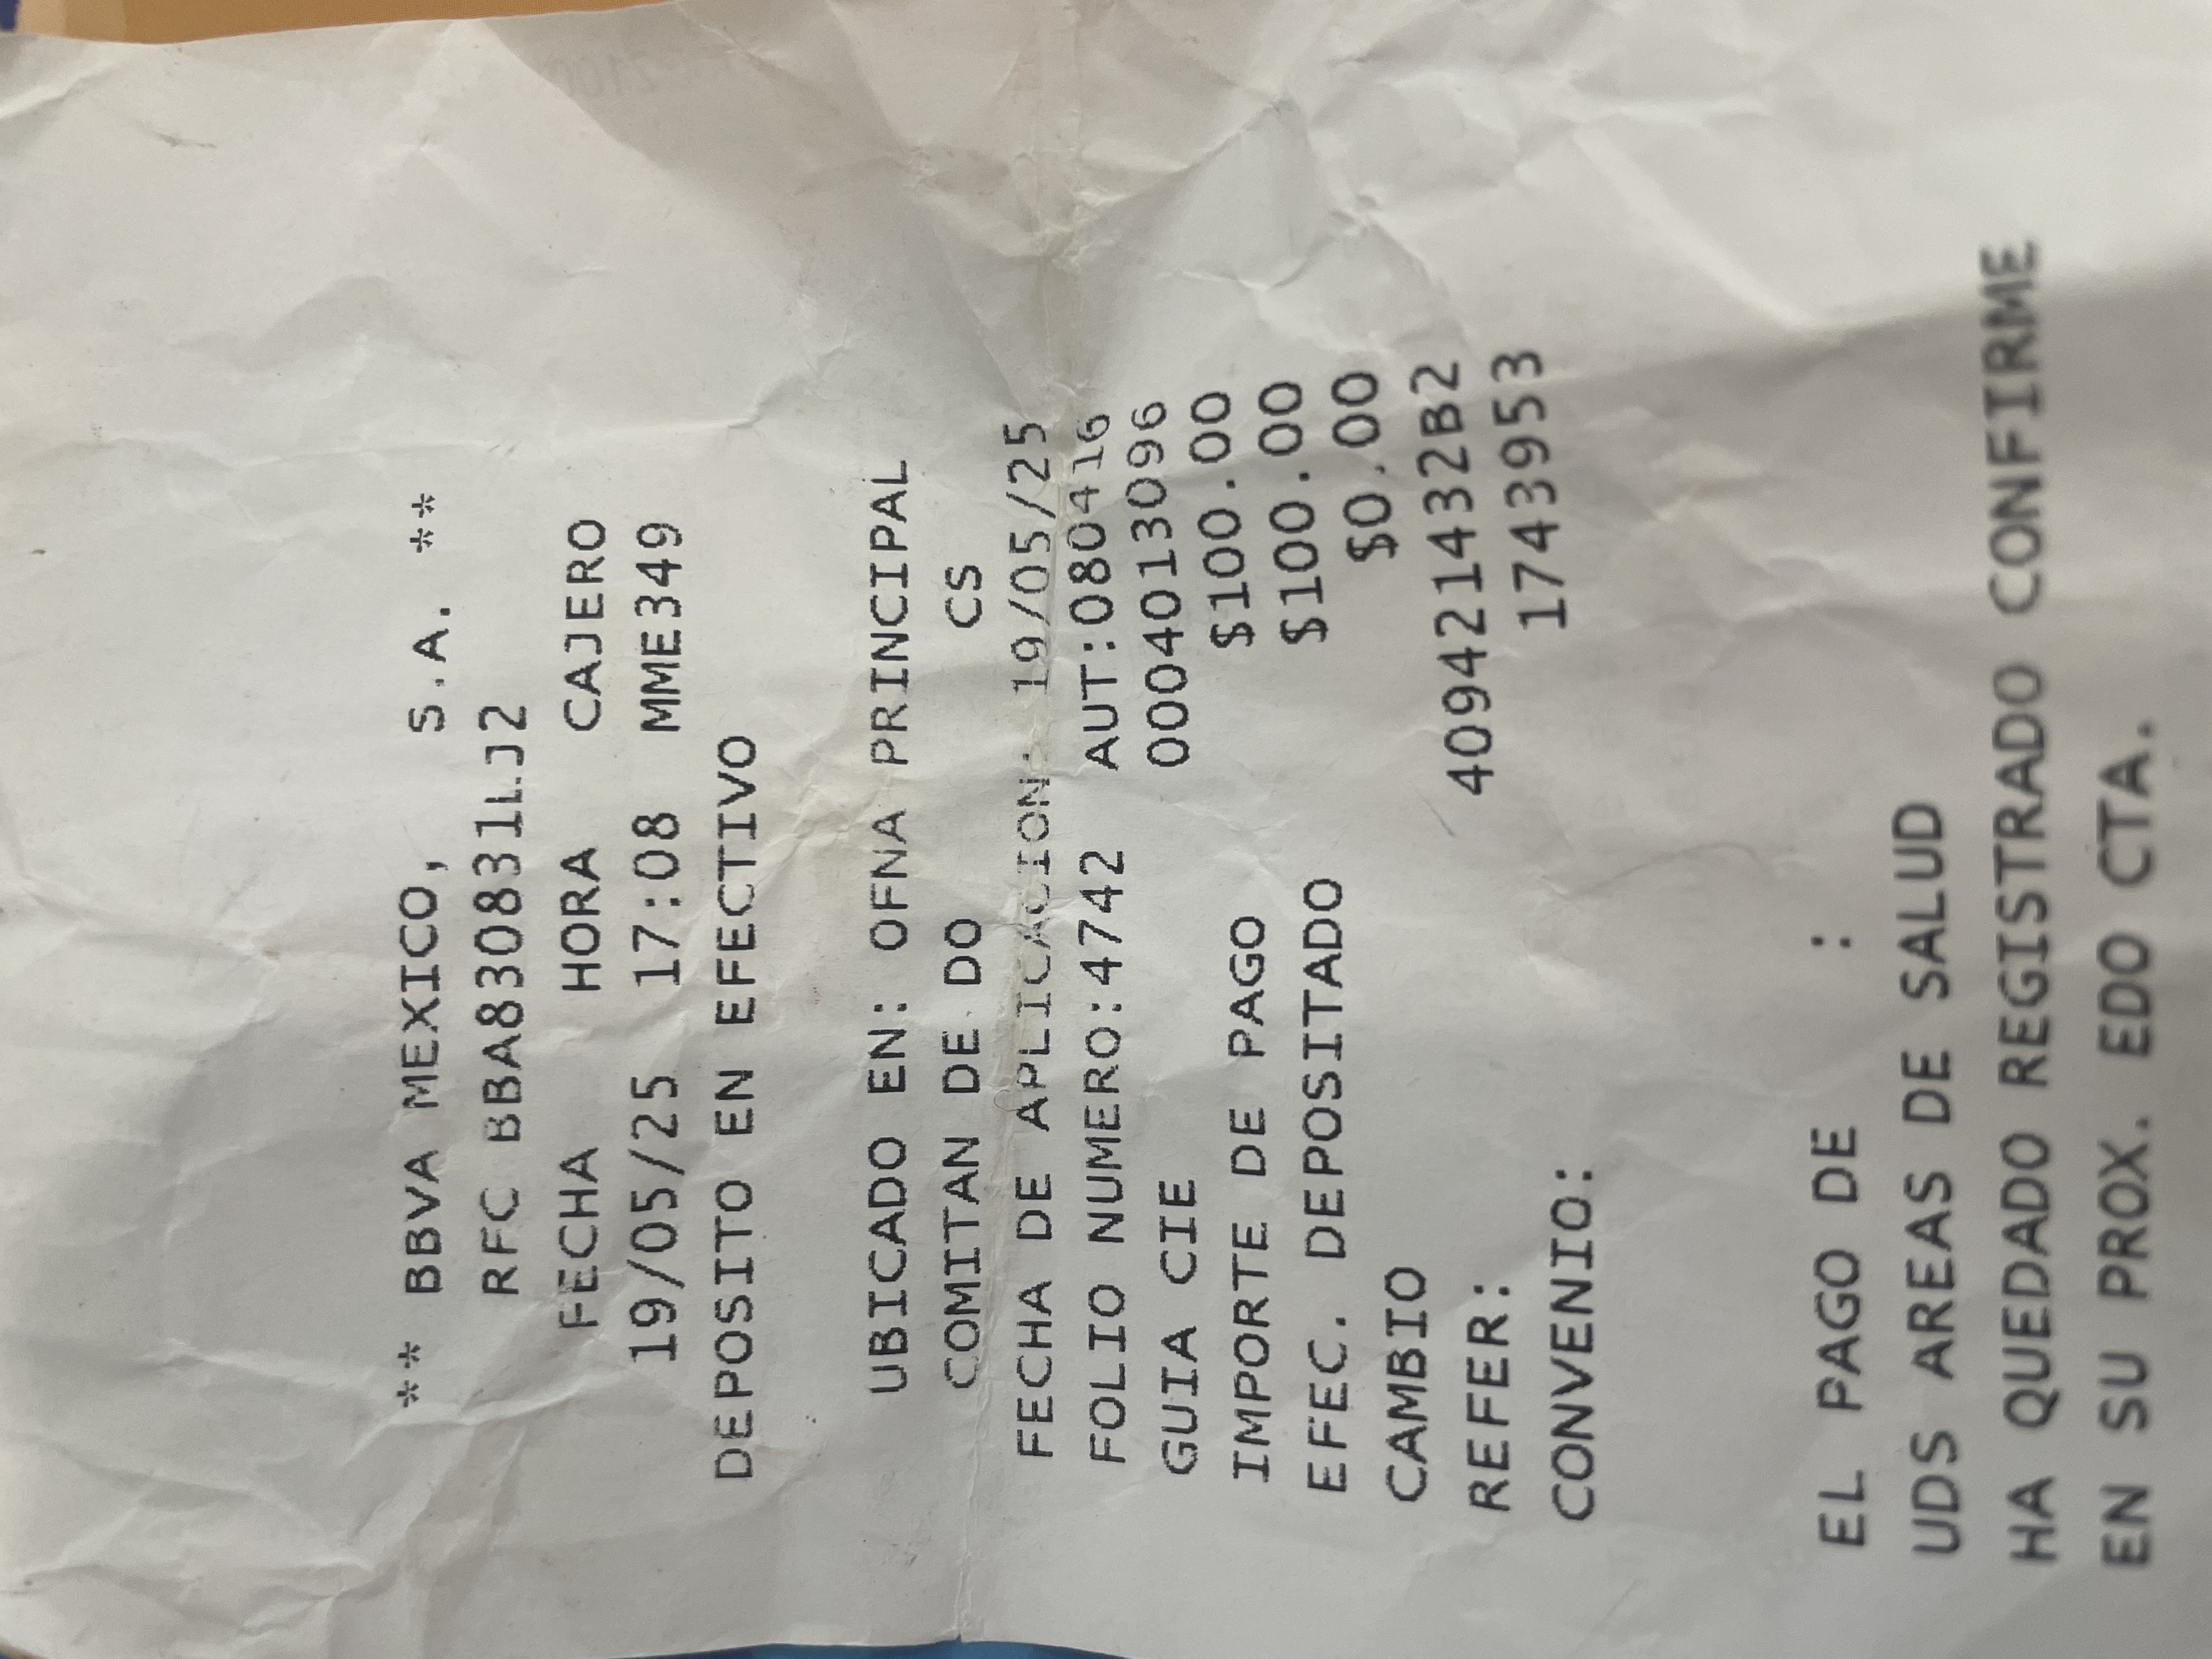 ** BBVA MEXICO, S.A. **
RFC BBA830831LJ2
FECHA HORA CAJERO
19/05/25 17:08 MME349
DEPOSITO EN EFECTIVO
UBICADO EN: OFNA PRINCIPAL
COMITAN DE DO CS
FECHA DE APLICACION: 19/05/25
FOLIO NUMERO:4742 AUT:080416
GUIA CIE 0004013096
IMPORTE DE PAGO $100.00
EFEC. DEPOSITADO $100.00
CAMBIO $0.00
REFER: 409421432B2
CONVENIO: 1743953
EL PAGO DE :
UDS AREAS DE SALUD
HA QUEDADO REGISTRADO CONFIRME
EN SU PROX. EDO CTA.